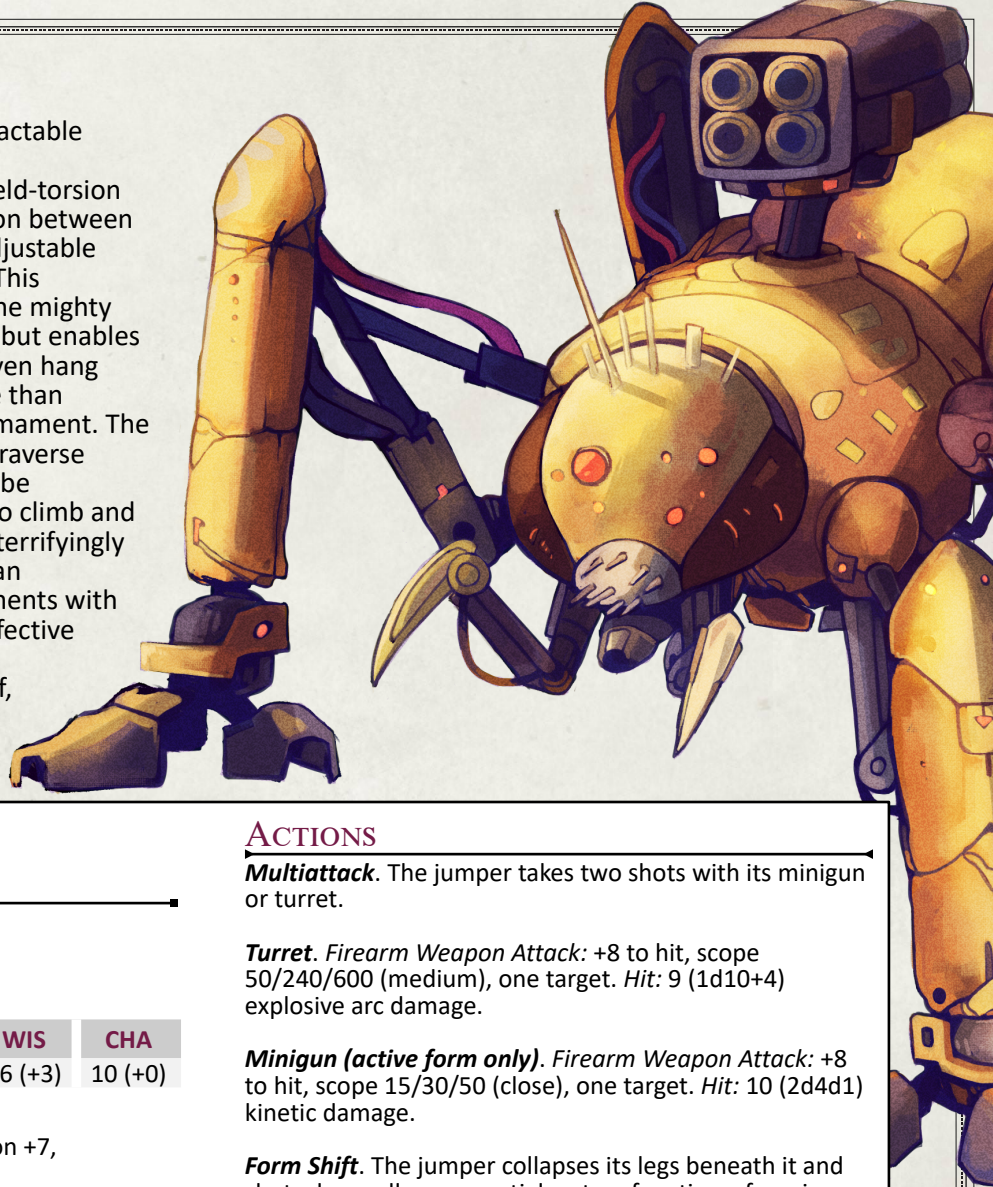 actable
eld-torsion
on between
djustable
This
he mighty
but enables
ven hang
e than
mament. The
raverse
be
o climb and
terrifyingly
an
ments with
fective
f,
WIS CHA
6 (+3) 10 (+0)
on +7,
Actions
Multiattack. The jumper takes two shots with its minigun
or turret.
Turret. Firearm Weapon Attack: +8 to hit, scope
50/240/600 (medium), one target. Hit: 9 (1d10+4)
explosive arc damage.
Minigun (active form only). Firearm Weapon Attack: +8
to hit, scope 15/30/50 (close), one target. Hit: 10 (2d4d1)
kinetic damage.
Form Shift. The jumper collapses its legs beneath it and